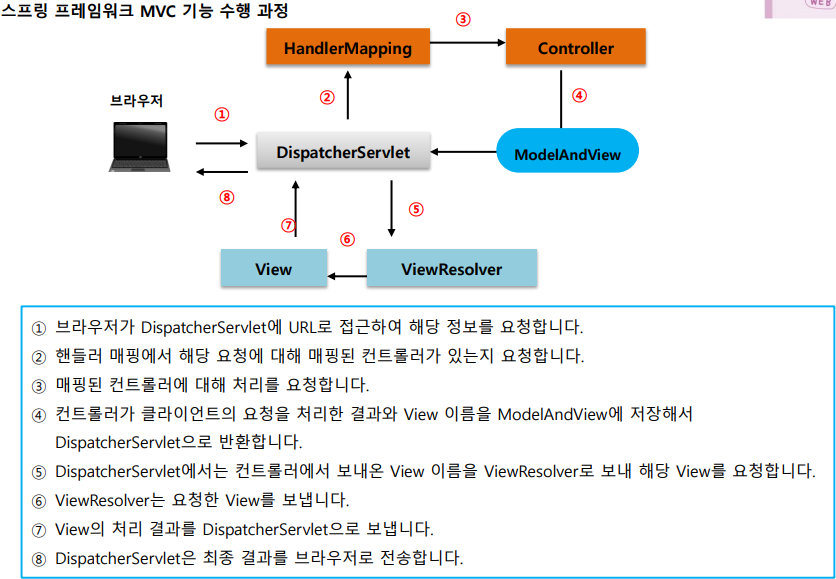 스프링 프레임워크 MVC 기능 수행 과정
WEB
③
HandlerMapping
Controller
②
④
브라우저
①
DispatcherServlet
ModelAndView
⑧
⑤
⑦
⑥
View
ViewResolver
① 브라우저가 DispatcherServlet에 URL로 접근하여 해당 정보를 요청합니다.
② 핸들러 매핑에서 해당 요청에 대해 매핑된 컨트롤러가 있는지 요청합니다.
③ 매핑된 컨트롤러에 대해 처리를 요청합니다.
④ 컨트롤러가 클라이언트의 요청을 처리한 결과와 View 이름을 ModelAndView에 저장해서
DispatcherServlet으로 반환합니다.
⑤ DispatcherServlet에서는 컨트롤러에서 보내온 View 이름을 ViewResolver로 보내 해당 View를 요청합니다.
⑥ ViewResolver는 요청한 View를 보냅니다.
⑦ View의 처리 결과를 DispatcherServlet으로 보냅니다.
⑧ DispatcherServlet은 최종 결과를 브라우저로 전송합니다.